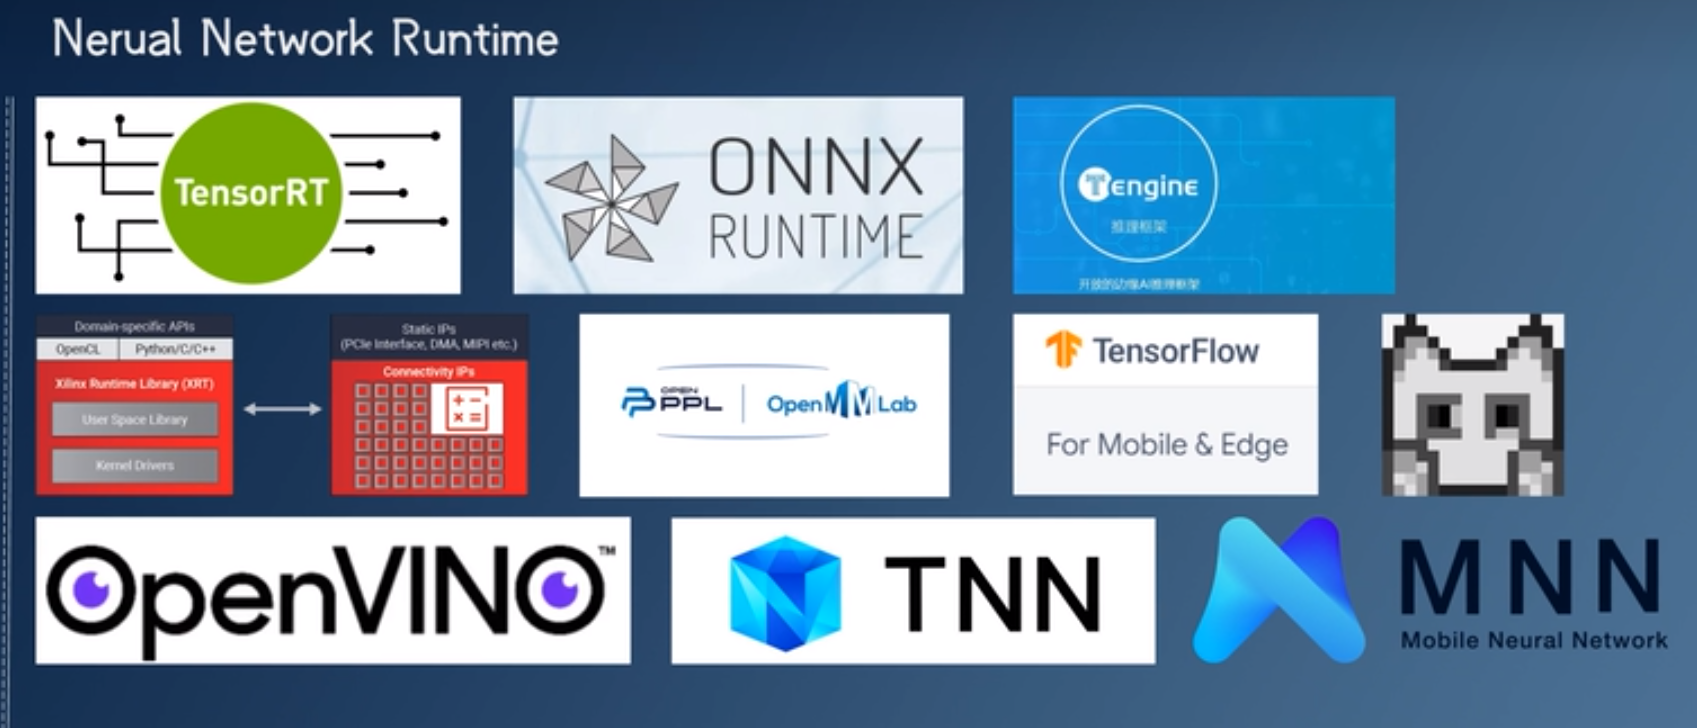 Nerual Network Runtime
TensorRT
ONNX
RUNTIME
Tengine
推理框架
开放的边缘AI推理框架
Domain-specific APIs
OpenCL
Python/C/C++
Xilinx Runtime Library (XRT)
User Space Library
Kernel Drivers
Static IPs
(PCIe Interface, DMA, MIPI etc.)
Connectivity IPs
OPEN
PPL
OpenMMLab
TensorFlow
For Mobile & Edge
OpenVINO™
TNN
MNN
Mobile Neural Network